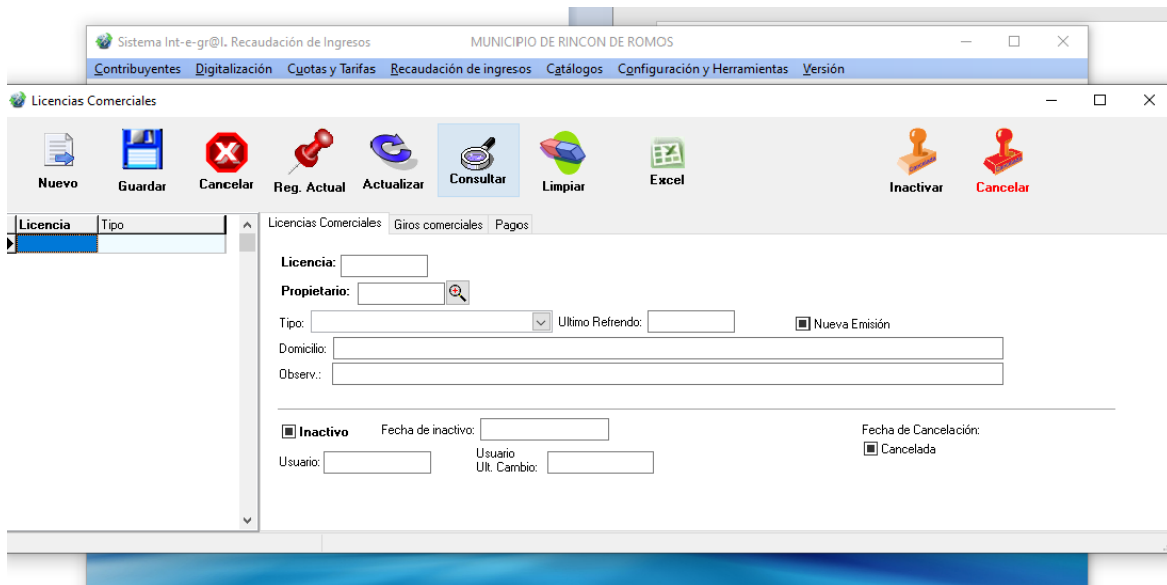 Sistema Int-e-gr@l. Recaudación de Ingresos MUNICIPIO DE RINCON DE ROMOS
Contribuyentes Digitalización Cuotas y Tarifas Recaudación de ingresos Catálogos Configuración y Herramientas Versión
Licencias Comerciales
Nuevo Guardar Cancelar Reg. Actual Actualizar Consultar Limpiar Excel Inactivar Cancelar
Licencia Tipo
Licencias Comerciales Giros comerciales Pagos
Licencia:
Propietario:
Tipo: Ultimo Refrendo: Nueva Emisión
Domicilio:
Observ.:
Inactivo Fecha de inactivo: Fecha de Cancelación:
Cancelada
Usuario: Usuario
Ult. Cambio: